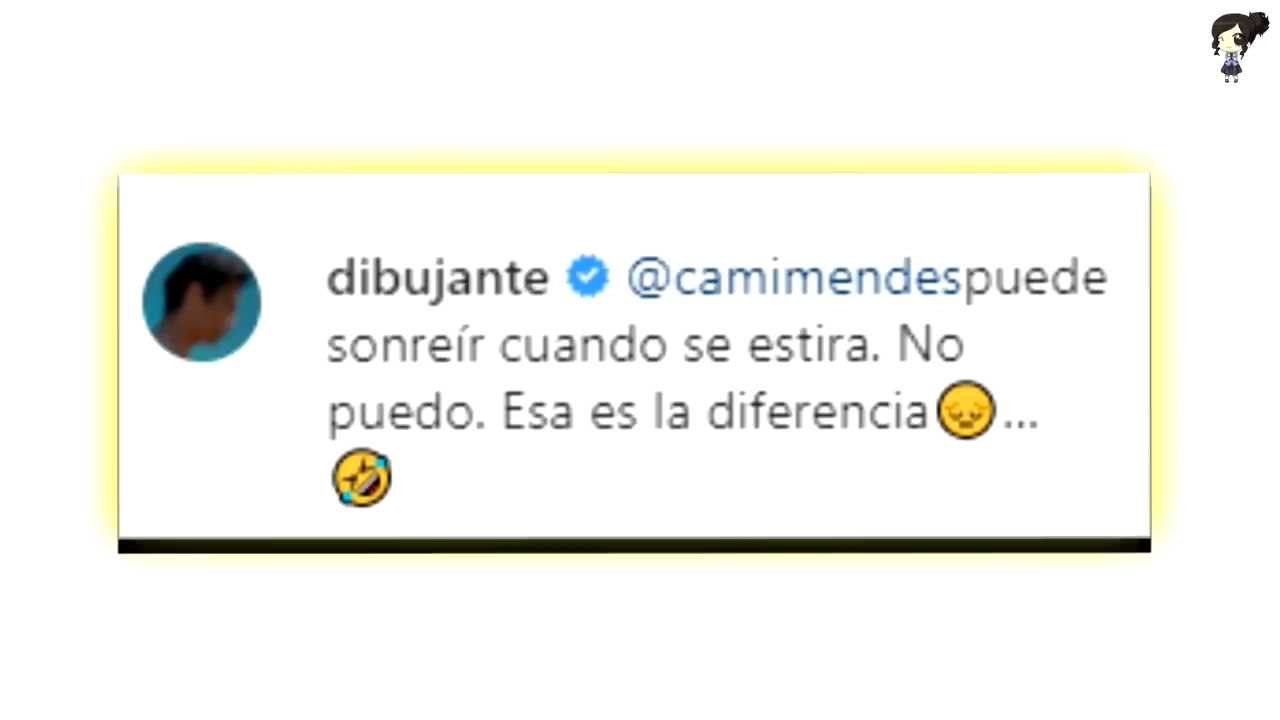 dibujante @camimendespuede
sonreír cuando se estira. No
puedo. Esa es la diferencia😔...
🤣